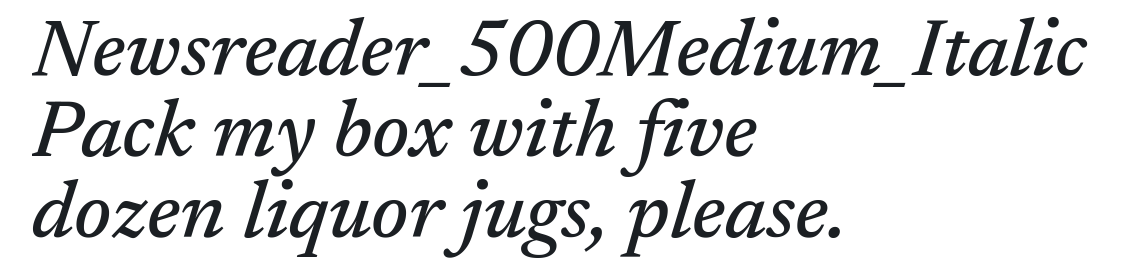 Newsreader_500Medium_Italic
Pack my box with five
dozen liquor jugs, please.